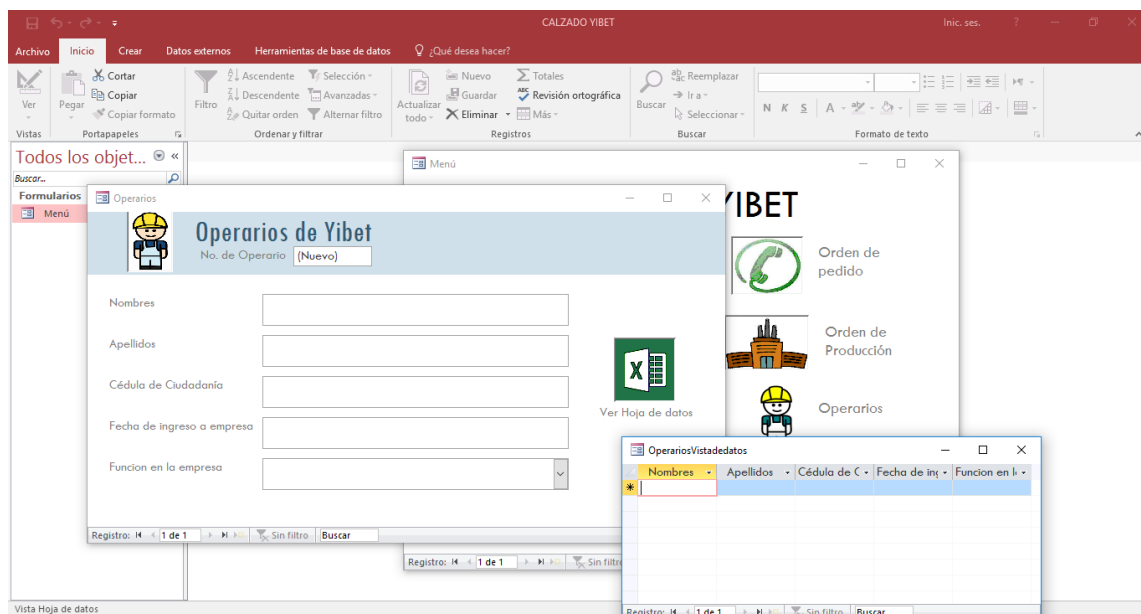 CALZADO YIBET
Inic. ses. ?
Archivo Inicio Crear Datos externos Herramientas de base de datos ¿Qué desea hacer?
Ver
Pegar
Cortar
Copiar
Copiar formato
Filtro
Ascendente
Descendente
Quitar orden
Selección
Avanzadas
Alternar filtro
Actualizar todo
Nuevo
Guardar
Eliminar
Totales
Revisión ortográfica
Más
Buscar
Reemplazar
Ir a
Seleccionar
N K S A
Vistas Portapapeles Ordenar y filtrar Registros Buscar Formato de texto
Todos los objet...
Buscar...
Formularios
Menú
Menú
YIBET
Orden de
pedido
Orden de
Producción
Operarios
Registro: 1 de 1 Sin filtro
Operarios
Operarios de Yibet
No. de Operario (Nuevo)
Nombres
Apellidos
Cédula de Ciudadanía
Fecha de ingreso a empresa
Funcion en la empresa
Ver Hoja de datos
Registro: 1 de 1 Sin filtro Buscar
OperariosVistadedatos
Nombres Apellidos Cédula de C Fecha de ing Funcion en l
Registro: 1 de 1 Sin filtro Buscar
Vista Hoja de datos